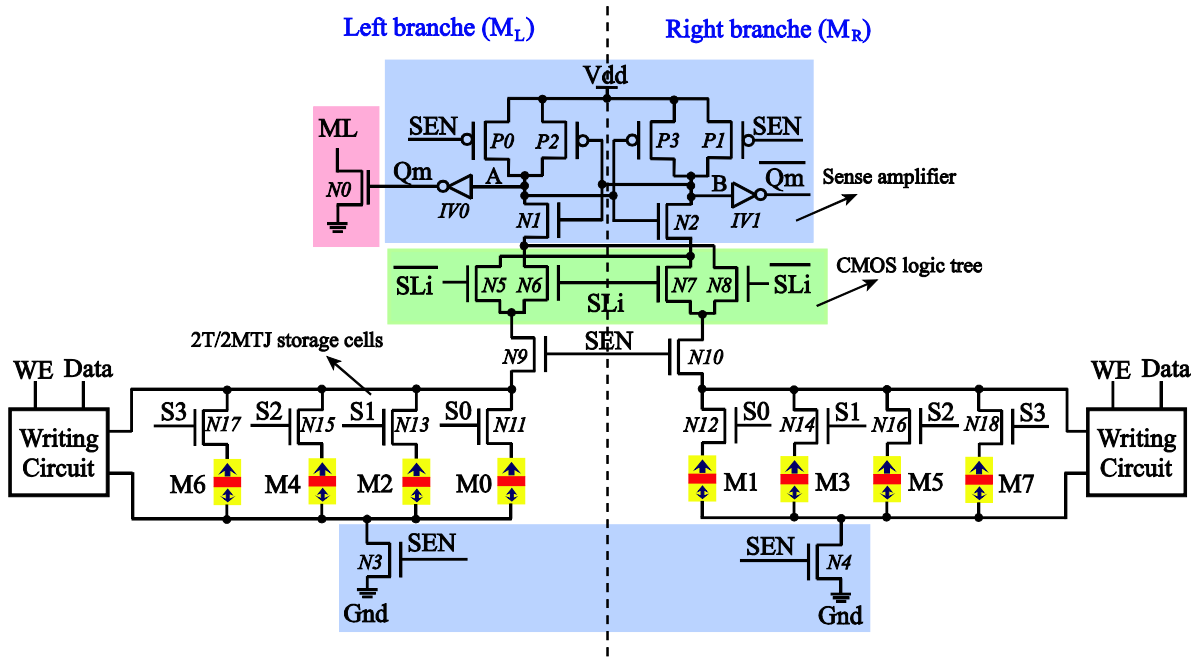 Left branche (ML)
Right branche (MR)
Vdd
ML
SEN
P0
P2
P3
P1
SEN
N0
Qm
A
B
Qm
IV0
IV1
Sense amplifier
N1
N2
SLi
N5
N6
SLi
N7
N8
SLi
CMOS logic tree
2T/2MTJ storage cells
N9
SEN
N10
WE
Data
WE
Data
S3
N17
S2
N15
S1
N13
S0
N11
N12
S0
N14
S1
N16
S2
N18
S3
Writing
Circuit
Writing
Circuit
M6
M4
M2
M0
M1
M3
M5
M7
N3
SEN
SEN
N4
Gnd
Gnd